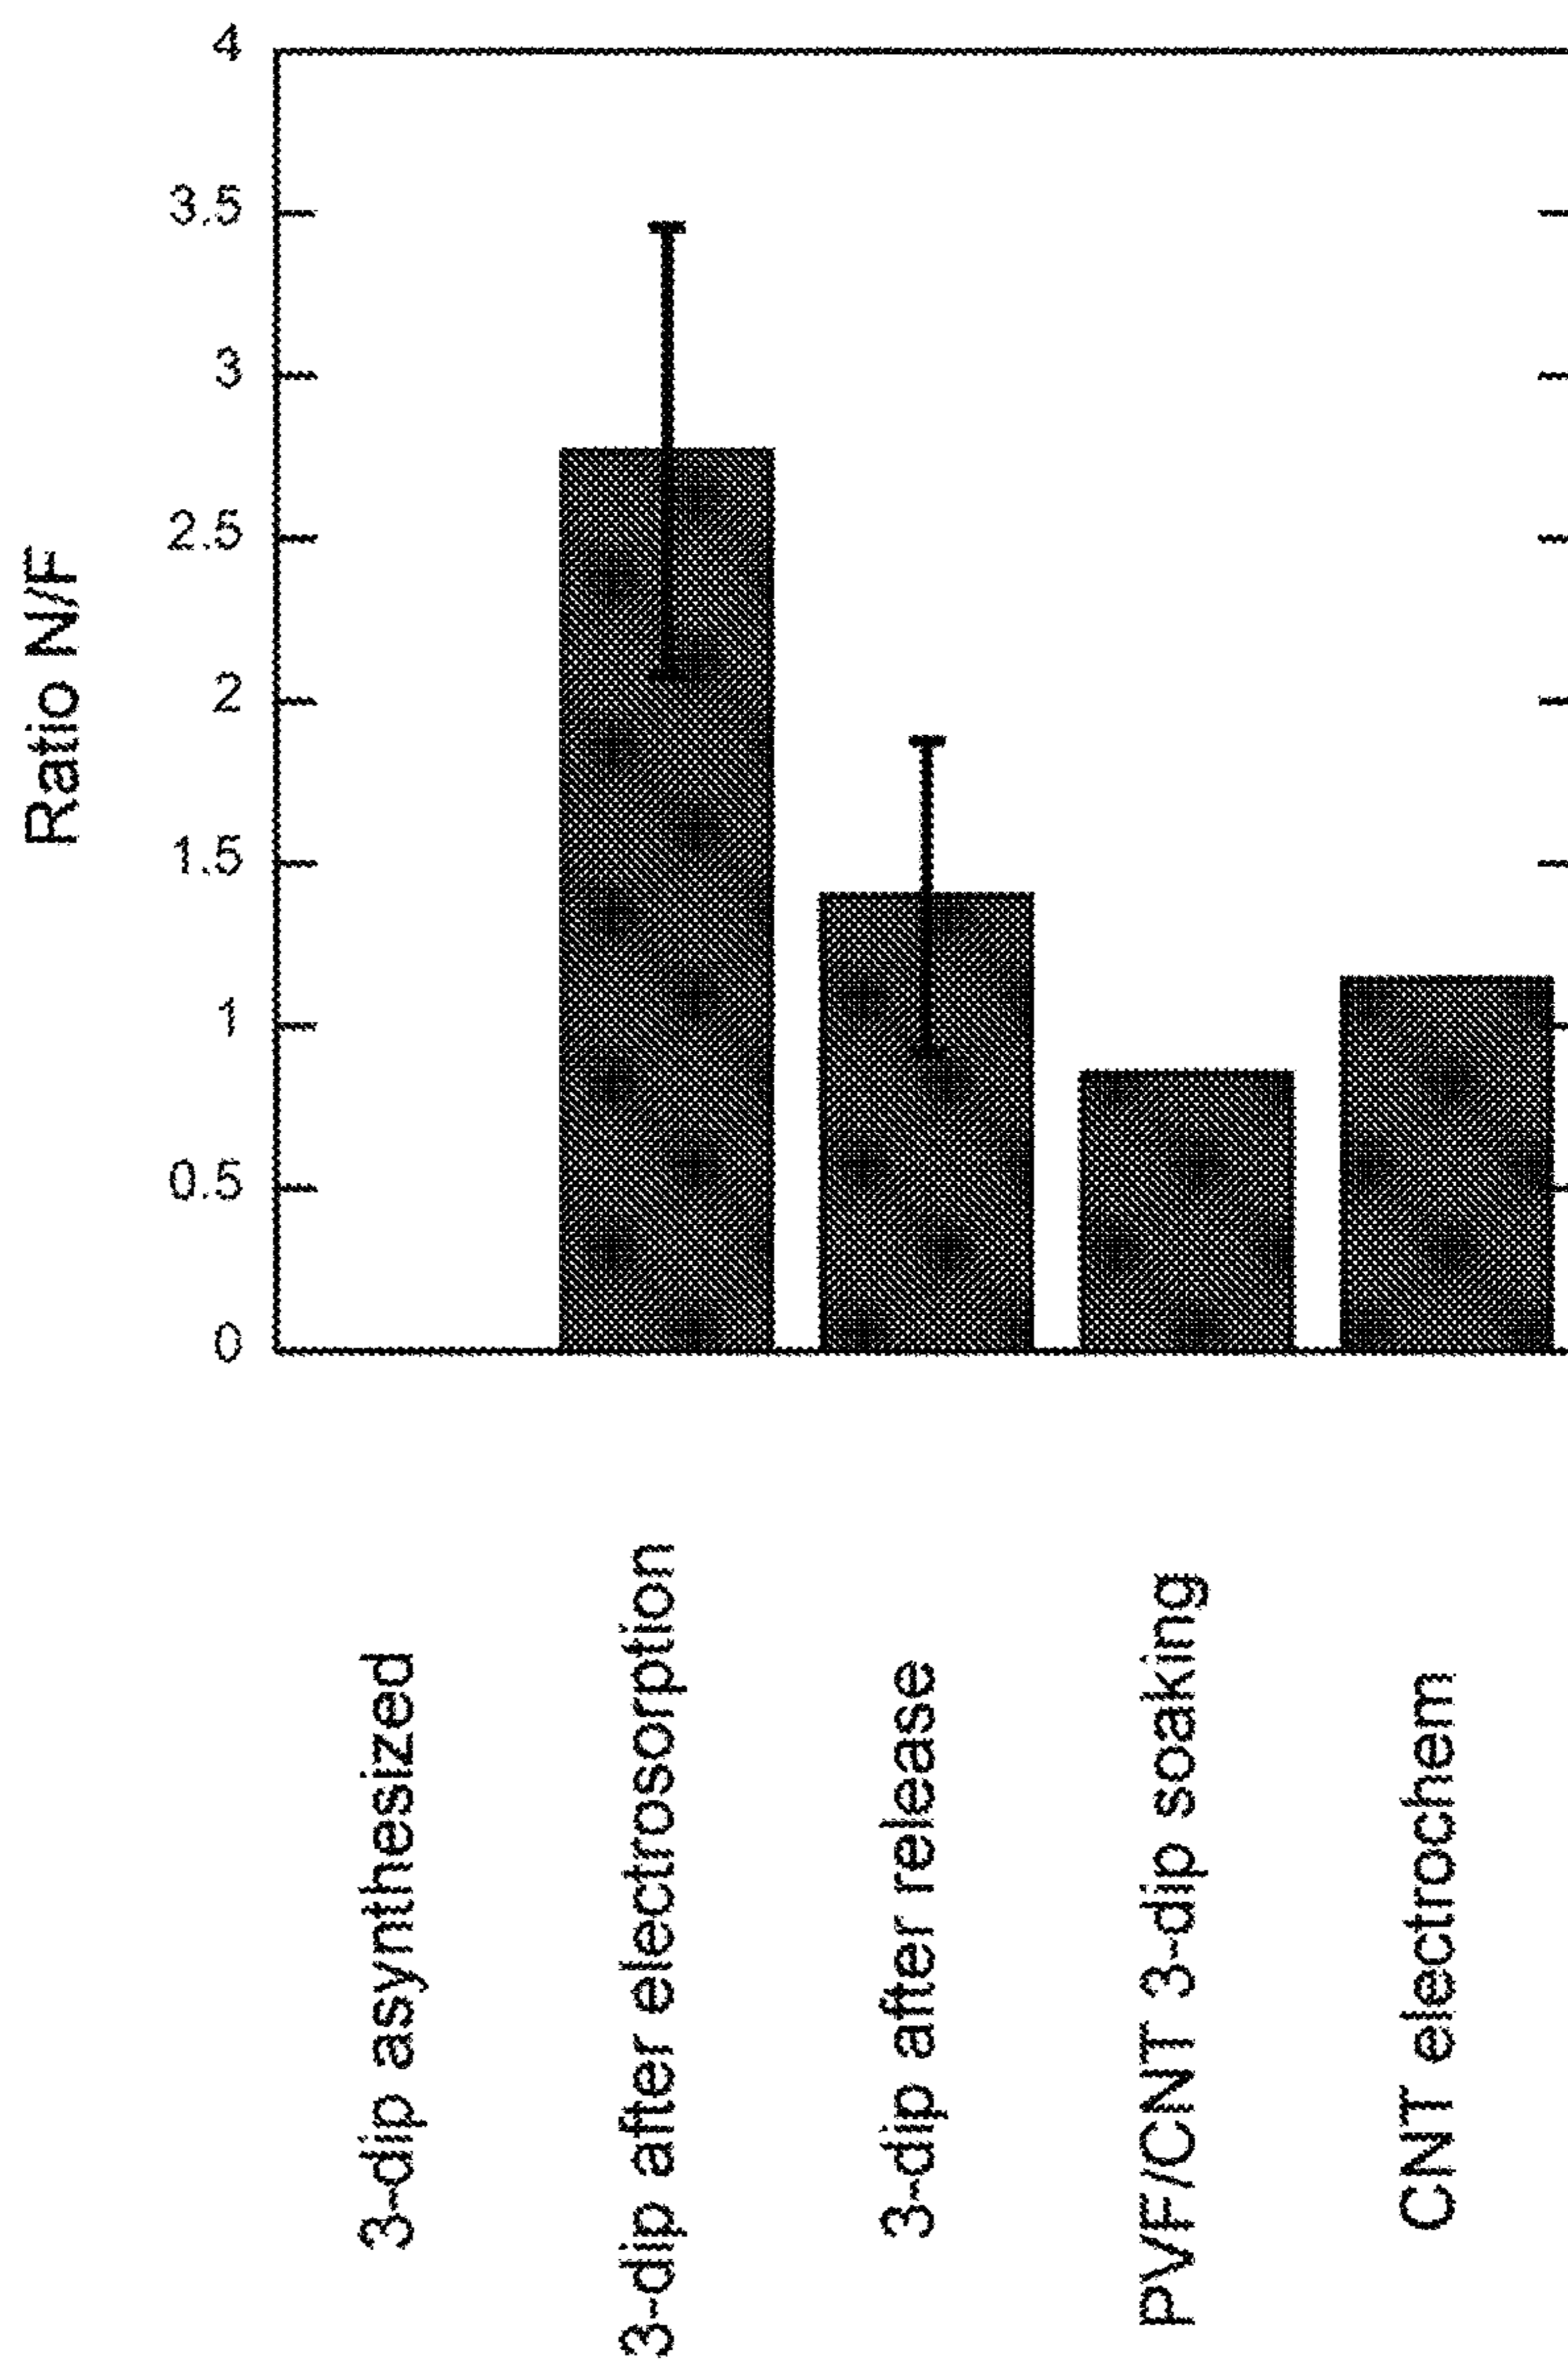 Ratio N/F
4
3.5
3
2.5
2
1.5
1
0.5
0
3-dip asynthesized
3-dip after electrosorption
3-dip after release
PVF/CNT 3-dip soaking
CNT electrochem